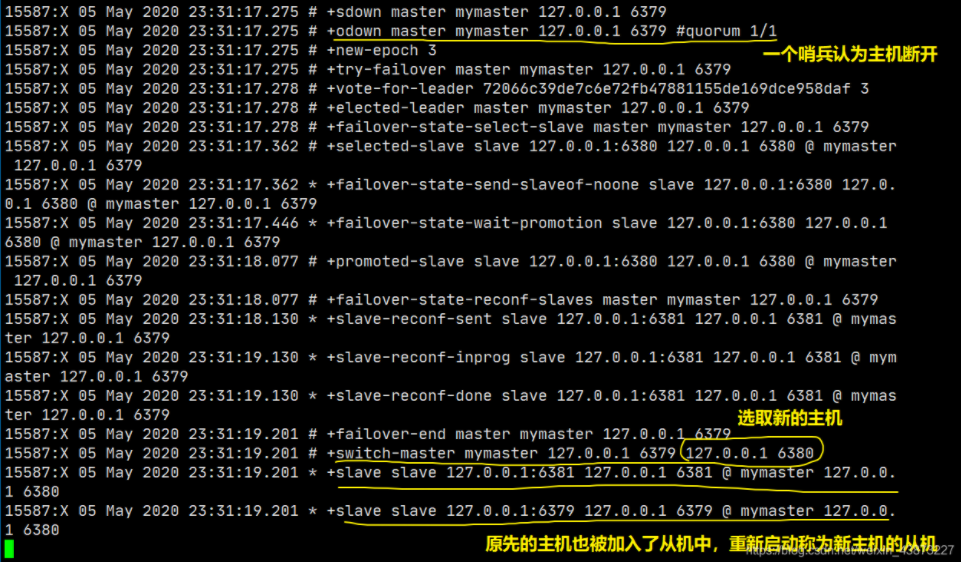 15587:X 05 May 2020 23:31:17.275 # +sdown master mymaster 127.0.0.1 6379
15587:X 05 May 2020 23:31:17.275 # +odown master mymaster 127.0.0.1 6379 #quorum 1/1
一个哨兵认为主机断开
15587:X 05 May 2020 23:31:17.275 # +new-epoch 3
15587:X 05 May 2020 23:31:17.275 # +try-failover master mymaster 127.0.0.1 6379
15587:X 05 May 2020 23:31:17.278 # +vote-for-leader 72066c39de7c6e72fb47881155de169dce958daf 3
15587:X 05 May 2020 23:31:17.278 # +elected-leader master mymaster 127.0.0.1 6379
15587:X 05 May 2020 23:31:17.278 # +failover-state-select-slave master mymaster 127.0.0.1 6379
15587:X 05 May 2020 23:31:17.362 # +selected-slave slave 127.0.0.1:6380 127.0.0.1 6380 @ mymaster
127.0.0.1 6379
15587:X 05 May 2020 23:31:17.362 * +failover-state-send-slaveof-noone slave 127.0.0.1:6380 127.0.
0.1 6380 @ mymaster 127.0.0.1 6379
15587:X 05 May 2020 23:31:17.446 * +failover-state-wait-promotion slave 127.0.0.1:6380 127.0.0.1
6380 @ mymaster 127.0.0.1 6379
15587:X 05 May 2020 23:31:18.077 # +promoted-slave slave 127.0.0.1:6380 127.0.0.1 6380 @ mymaster
127.0.0.1 6379
15587:X 05 May 2020 23:31:18.077 # +failover-state-reconf-slaves master mymaster 127.0.0.1 6379
15587:X 05 May 2020 23:31:18.130 * +slave-reconf-sent slave 127.0.0.1:6381 127.0.0.1 6381 @ mymas
ter 127.0.0.1 6379
15587:X 05 May 2020 23:31:19.130 * +slave-reconf-inprog slave 127.0.0.1:6381 127.0.0.1 6381 @ mym
aster 127.0.0.1 6379
15587:X 05 May 2020 23:31:19.130 * +slave-reconf-done slave 127.0.0.1:6381 127.0.0.1 6381 @ mymas
ter 127.0.0.1 6379
选取新的主机
15587:X 05 May 2020 23:31:19.201 # +failover-end master mymaster 127.0.0.1 6379
15587:X 05 May 2020 23:31:19.201 # +switch-master mymaster 127.0.0.1 6379 127.0.0.1 6380
15587:X 05 May 2020 23:31:19.201 * +slave slave 127.0.0.1:6381 127.0.0.1 6381 @ mymaster 127.0.0.
1 6380
15587:X 05 May 2020 23:31:19.201 * +slave slave 127.0.0.1:6379 127.0.0.1 6379 @ mymaster 127.0.0.
1 6380
原先的主机也被加入了从机中，重新启动称为新主机的从机